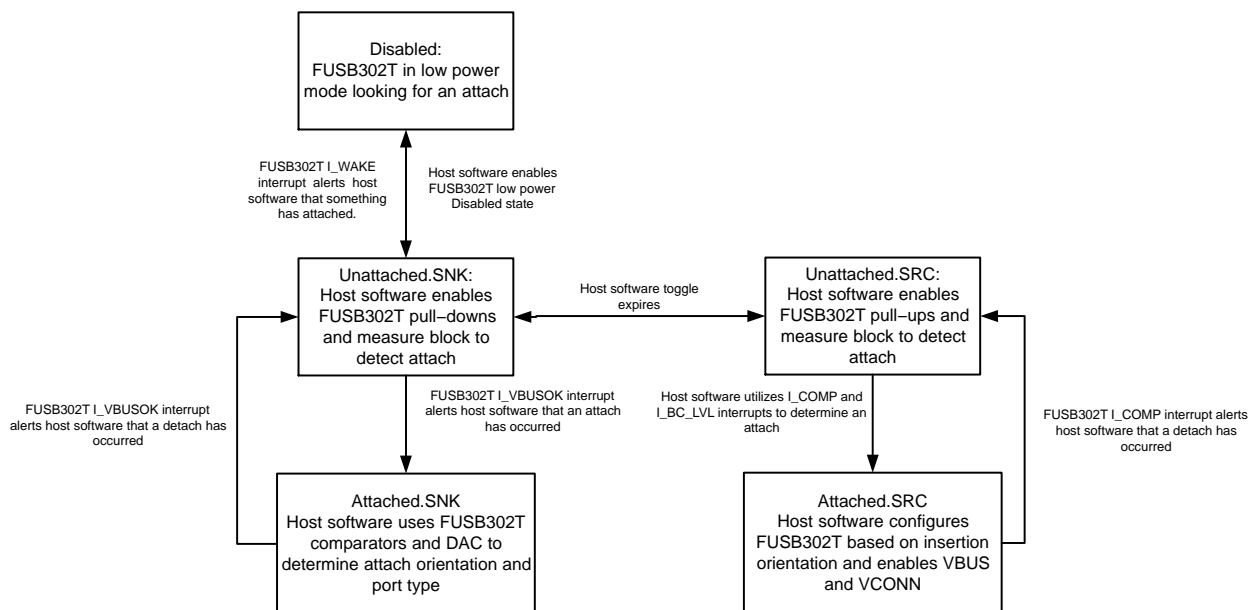 Disabled:
FUSB302T in low power
mode looking for an attach
FUSB302T I_WAKE
interrupt alerts host
software that something
has attached.
Host software enables
FUSB302T low power
Disabled state
Unattached.SNK:
Host software enables
FUSB302T pull−downs
and measure block to
detect attach
Host software toggle
expires
Unattached.SRC:
Host software enables
FUSB302T pull−ups and
measure block to detect
attach
FUSB302T I_VBUSOK interrupt
alerts host software that a detach has
occurred
FUSB302T I_VBUSOK interrupt
alerts host software that an attach
has occurred
Host software utilizes I_COMP and
I_BC_LVL interrupts to determine an
attach
FUSB302T I_COMP interrupt alerts
host software that a detach has
occurred
Attached.SNK
Host software uses FUSB302T
comparators and DAC to
determine attach orientation and
port type
Attached.SRC
Host software configures
FUSB302T based on insertion
orientation and enables VBUS
and VCONN